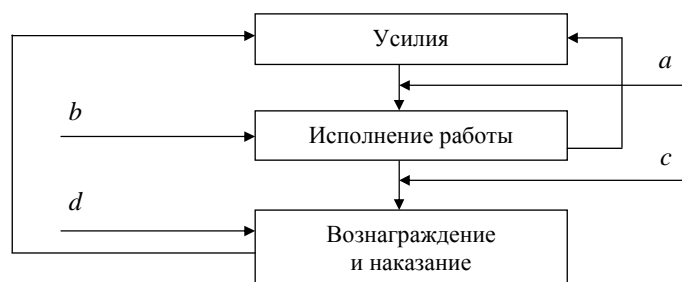 Усилия
a
b
Исполнение работы
c
d
Вознаграждение
и наказание